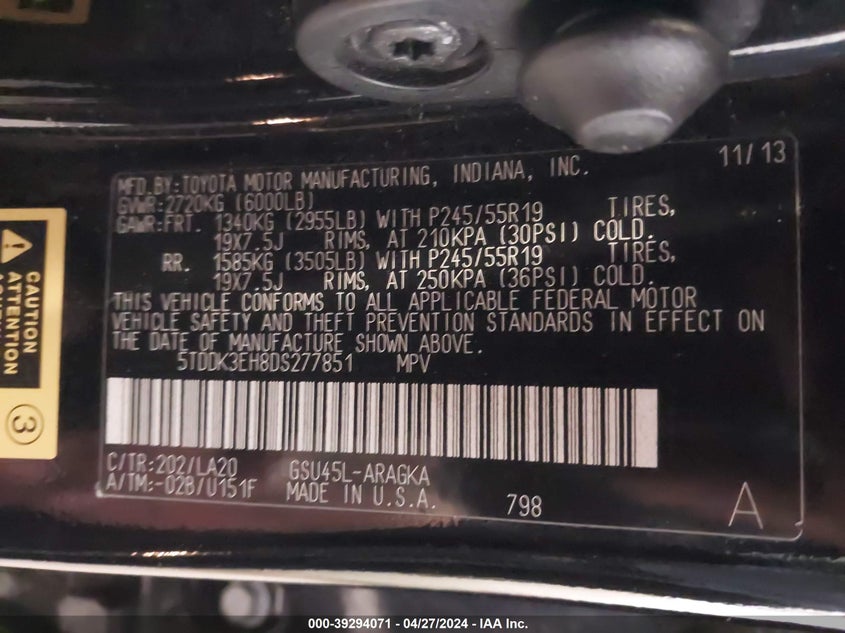 MFD.BY:TOYOTA MOTOR MANUFACTURING, INDIANA, INC. 11/13
GVWR:2720KG (6000LB)
GAWR:FRT. 1340KG (2955LB) WITH P245/55R19 TIRES,
19X7.5J RIMS, AT 210KPA (30PSI) COLD.
RR. 1585KG (3505LB) WITH P245/55R19 TIRES,
19X7.5J RIMS, AT 250KPA (36PSI) COLD.
THIS VEHICLE CONFORMS TO ALL APPLICABLE FEDERAL MOTOR
VEHICLE SAFETY AND THEFT PREVENTION STANDARDS IN EFFECT ON
THE DATE OF MANUFACTURE SHOWN ABOVE.
5TDDK3EH8DS277851 MPV
C/TR:202/LA20 GSU45L-ARAGKA
A/TM:-02B/U151F MADE IN U.S.A.
798
A
CAUTION
ATTENTION
3
000-39294071 - 04/27/2024 - IAA Inc.